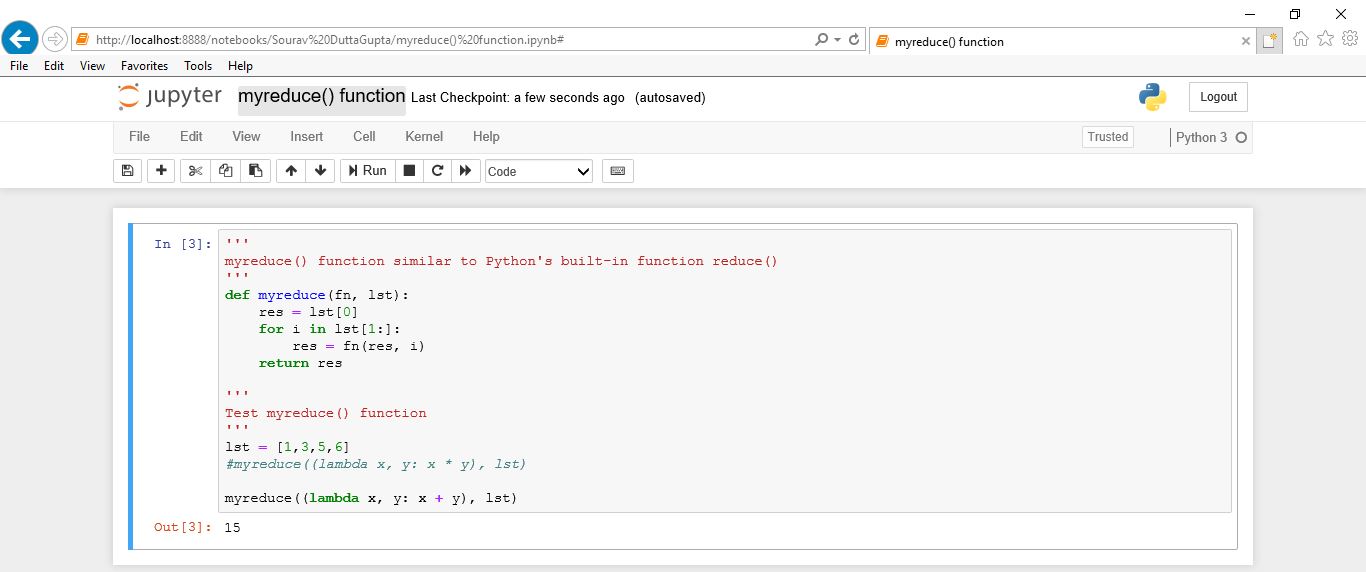 http://localhost:8888/notebooks/Sourav%20DuttaGupta/myreduce()%20function.ipynb#
myreduce() function
File Edit View Favorites Tools Help
jupyter myreduce() function Last Checkpoint: a few seconds ago (autosaved)
Logout
File Edit View Insert Cell Kernel Help
Trusted
Python 3
Run
Code
In [3]: '''
myreduce() function similar to Python's built-in function reduce()
'''
def myreduce(fn, lst):
    res = lst[0]
    for i in lst[1:]:
        res = fn(res, i)
    return res
'''
Test myreduce() function
'''
lst = [1,3,5,6]
#myreduce((lambda x, y: x * y), lst)
myreduce((lambda x, y: x + y), lst)
Out[3]: 15